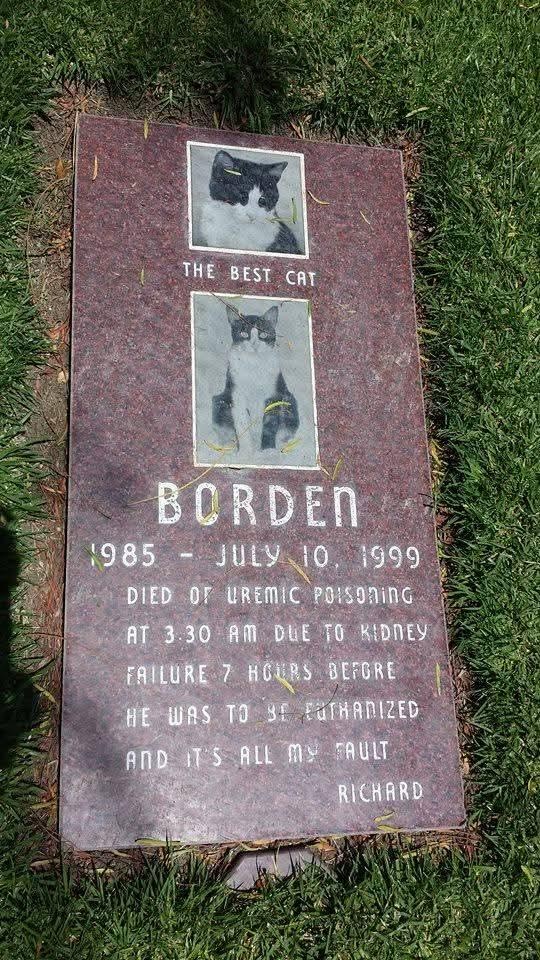 THE BEST CAT
BORDEN
1985 - JULY 10, 1999
DIED OF UREMIC POISONING
AT 3.30 AM DUE TO KIDNEY
FAILURE 7 HOURS BEFORE
HE WAS TO BE EUTHANIZED
AND IT'S ALL MY FAULT
RICHARD